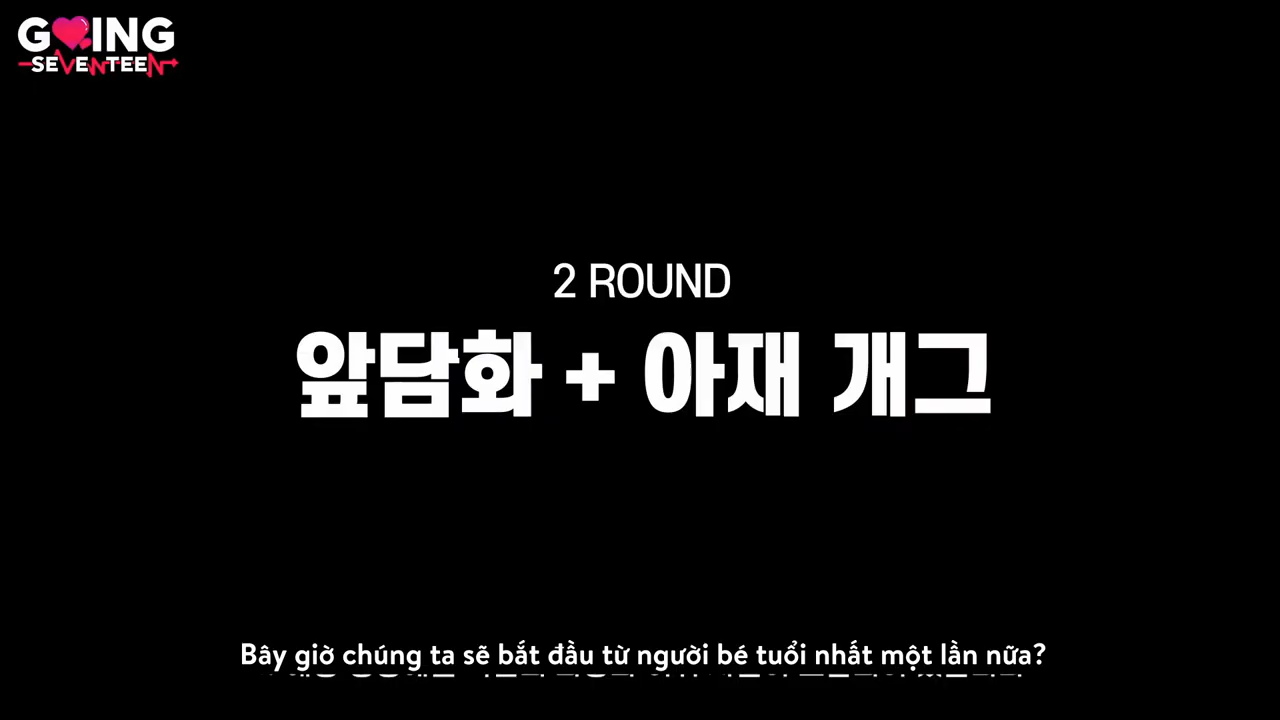 GOING
SEVENTEEN
2 ROUND
앞담화 + 아재 개그
Bây giờ chúng ta sẽ bắt đầu từ người bé tuổi nhất một lần nữa?